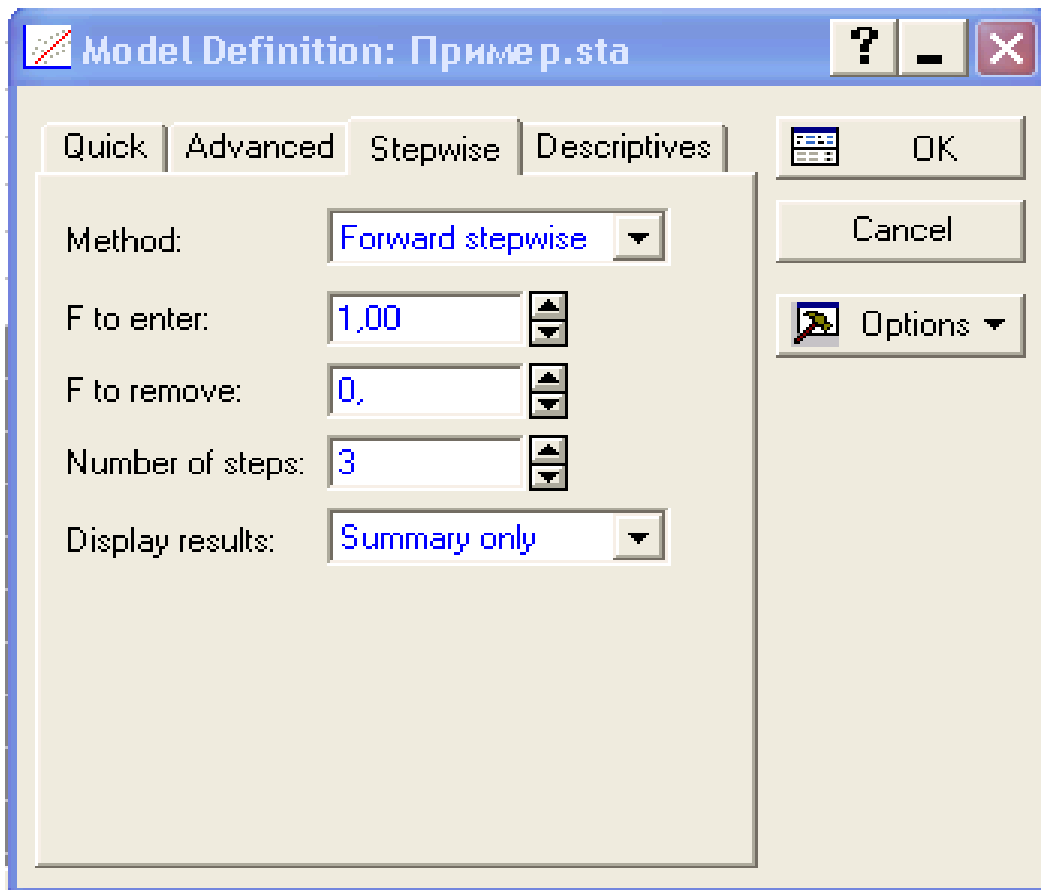 Model Definition: Пример.sta
Quick Advanced Stepwise Descriptives
OK
Cancel
Options
Method: Forward stepwise
F to enter: 1,00
F to remove: 0,
Number of steps: 3
Display results: Summary only